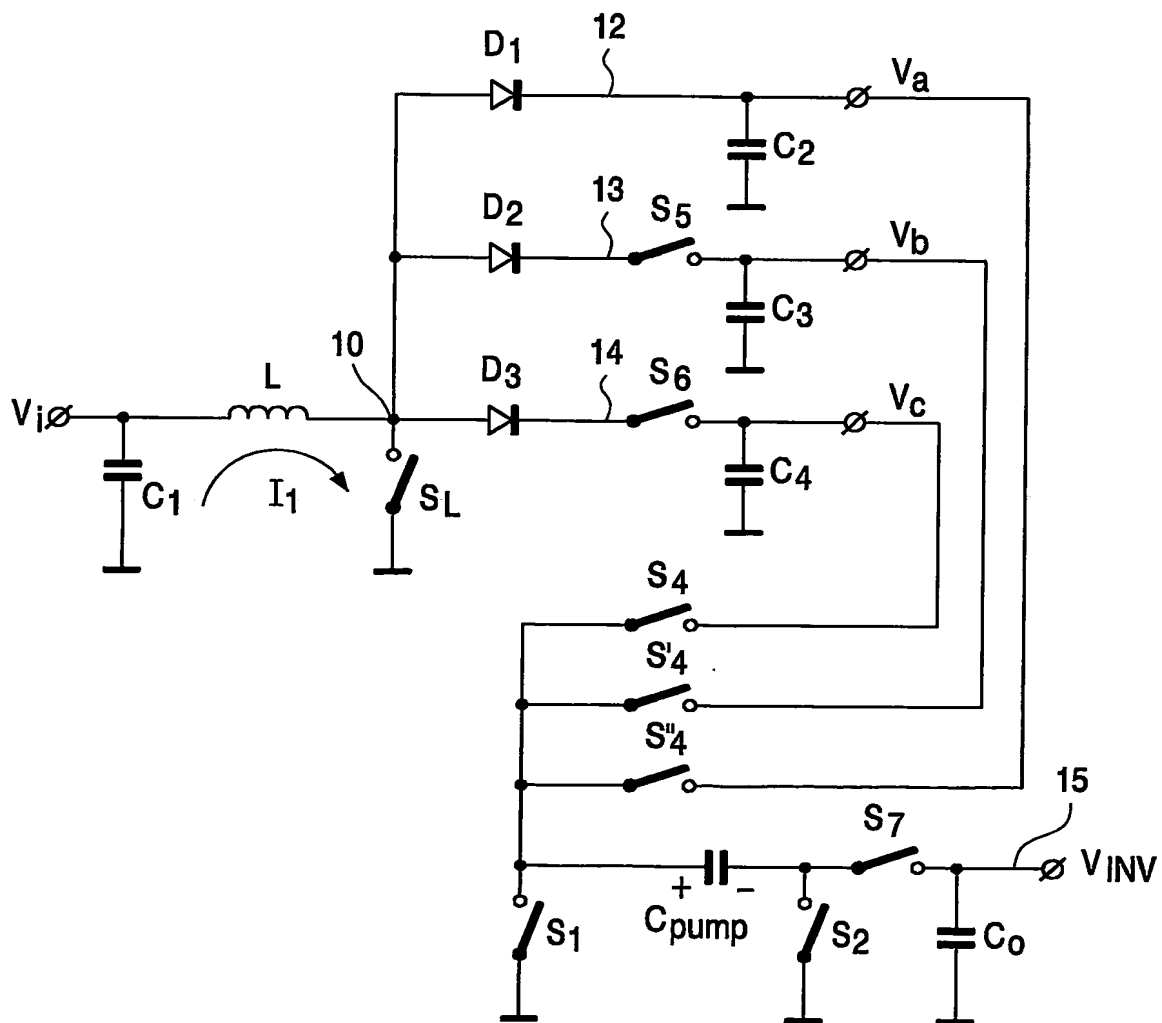 12
D1
Va
C2
13
D2
S5
Vb
C3
10
14
L
D3
S6
Vc
Vi
C4
C1
I1
SL
S4
S'4
S"4
15
S7
VINV
+
-
S1
Cpump
S2
Co